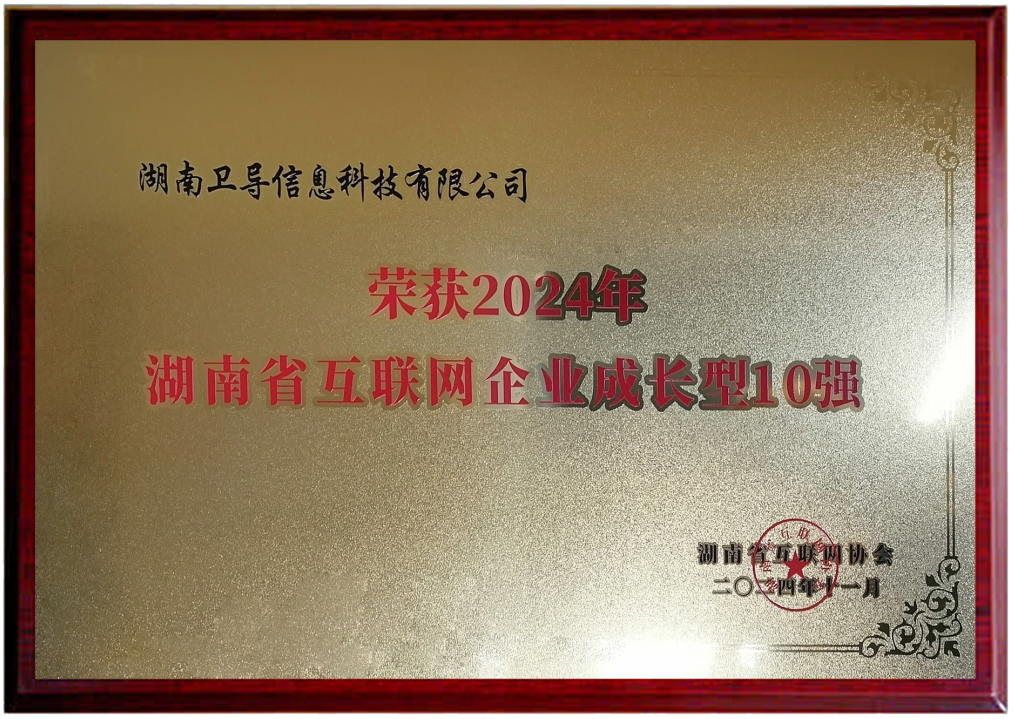 湖南卫导信息科技有限公司
荣获2024年
湖南省互联网企业成长型10强
湖南省互联网协会
二〇二四年十一月